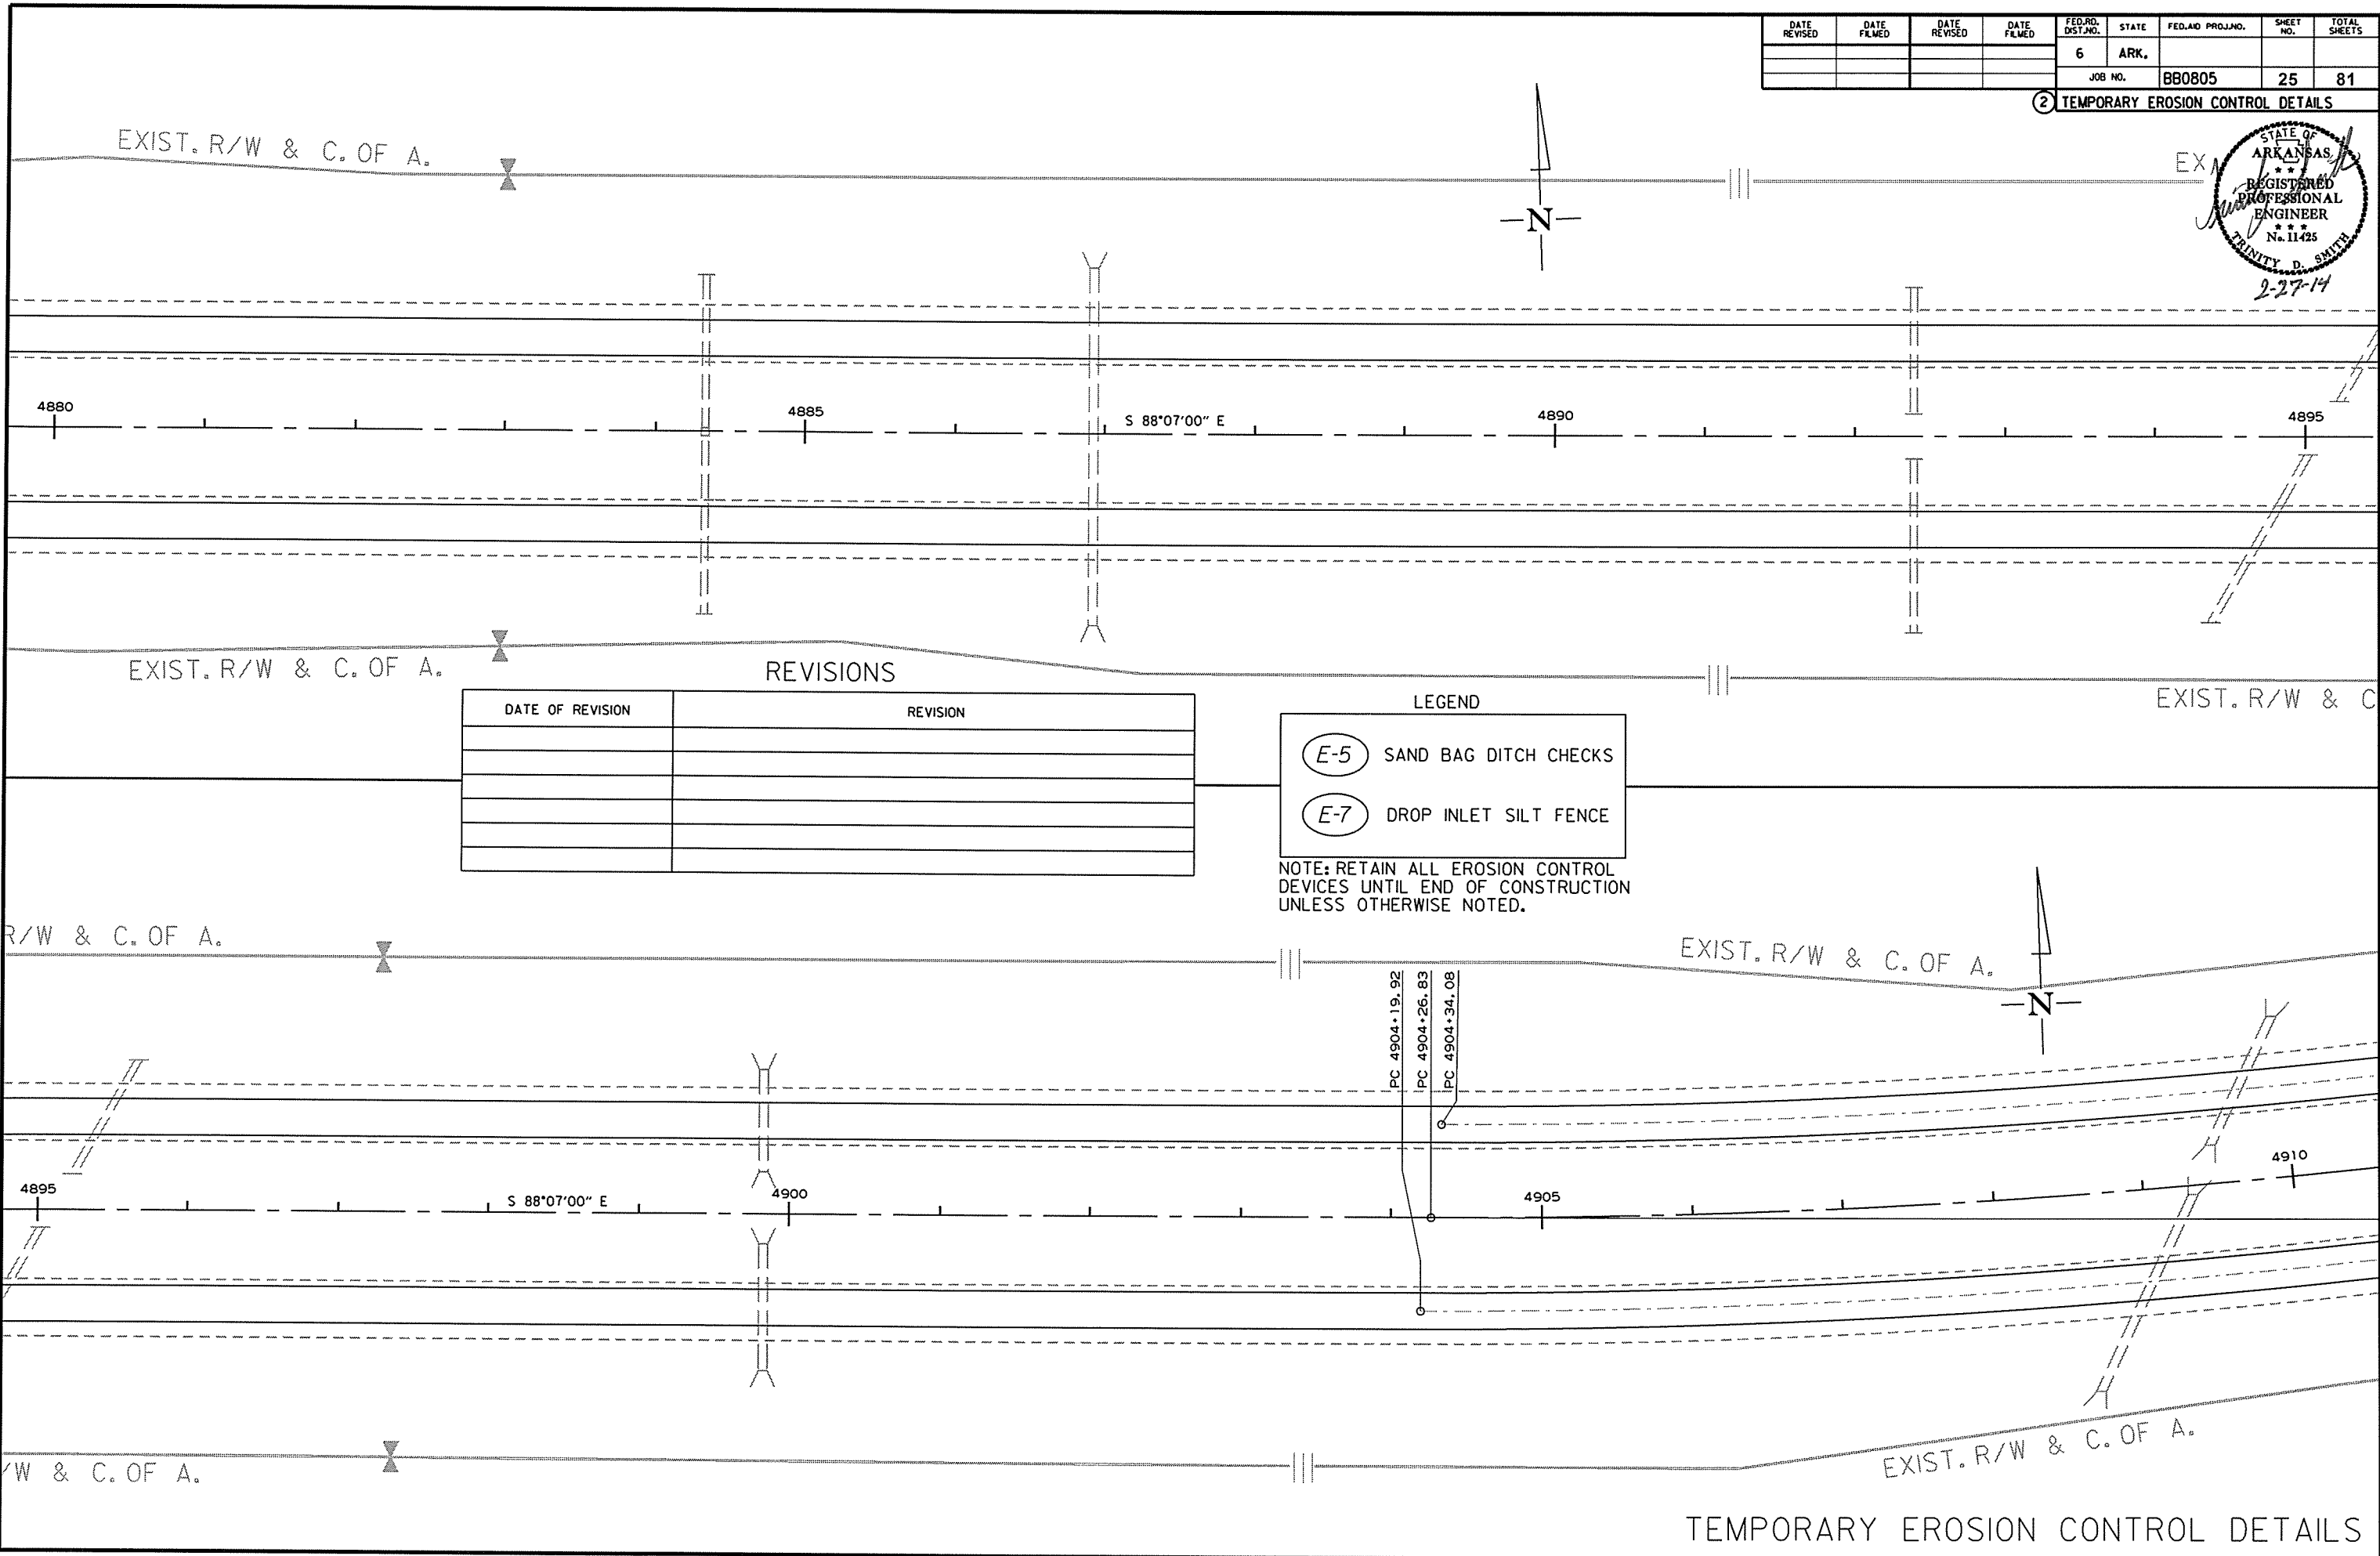 DATE REVISED DATE FILMED DATE REVISED DATE FILMED FED.RD. DIST.NO. STATE FED.AID PROJ.NO. SHEET NO. TOTAL SHEETS
6 ARK.
JOB NO. BB0805 25 81
2 TEMPORARY EROSION CONTROL DETAILS
STATE OF
ARKANSAS
★ ★
REGISTERED
PROFESSIONAL
ENGINEER
★ ★ ★
No. 11425
TRINITY D. SMITH
2-27-14
EXIST. R/W & C. OF A.
EX
N
4880
4885
S 88°07'00" E
4890
4895
EXIST. R/W & C. OF A.
EXIST. R/W & C
REVISIONS
DATE OF REVISION REVISION
LEGEND
E-5 SAND BAG DITCH CHECKS
E-7 DROP INLET SILT FENCE
NOTE: RETAIN ALL EROSION CONTROL
DEVICES UNTIL END OF CONSTRUCTION
UNLESS OTHERWISE NOTED.
R/W & C. OF A.
EXIST. R/W & C. OF A.
N
PC 4904+19.92
PC 4904+26.83
PC 4904+34.08
4895
S 88°07'00" E
4900
4905
4910
/W & C. OF A.
EXIST. R/W & C. OF A.
TEMPORARY EROSION CONTROL DETAILS